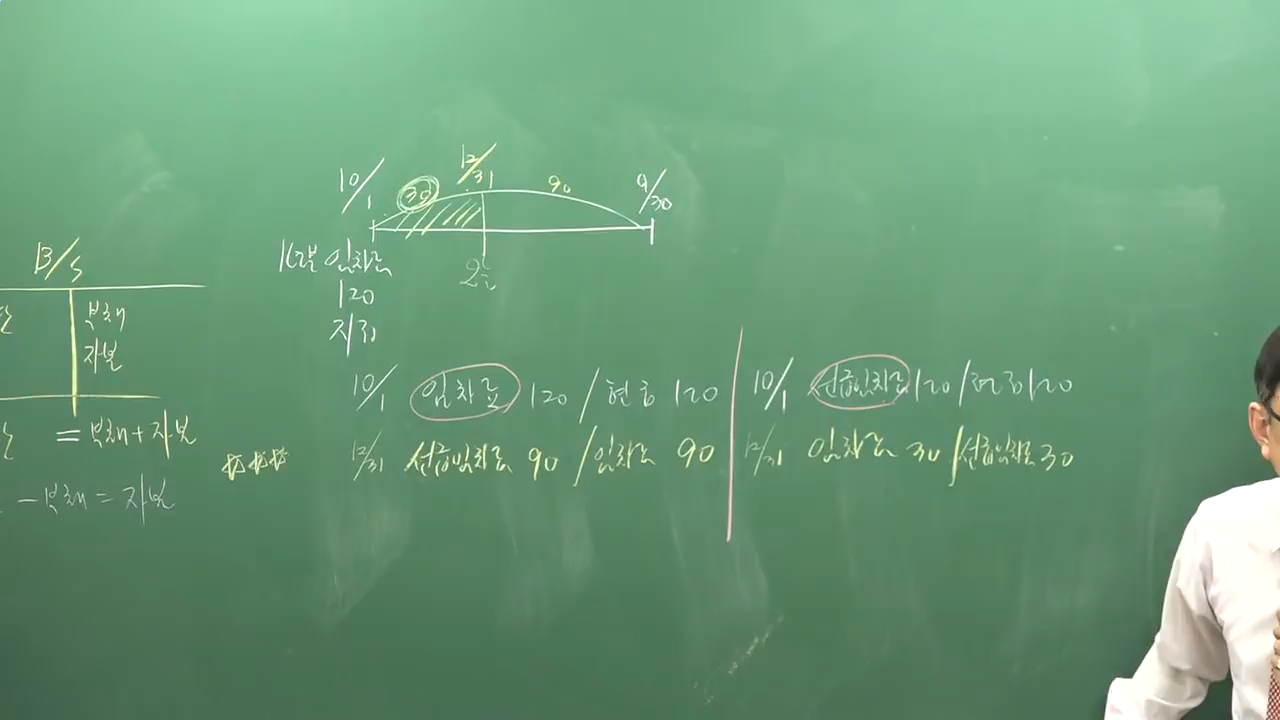 B/S
부채
자본
= 부채 + 자본
- 부채 = 자본
10/1 30 12/31 90 9/30
1년분 임차료
120
지급
10/1 임차료 120 / 현금 120
12/31 선급임차료 90 / 임차료 90
10/1 선급임차료 120 / 현금 120
12/31 임차료 30 / 선급임차료 30